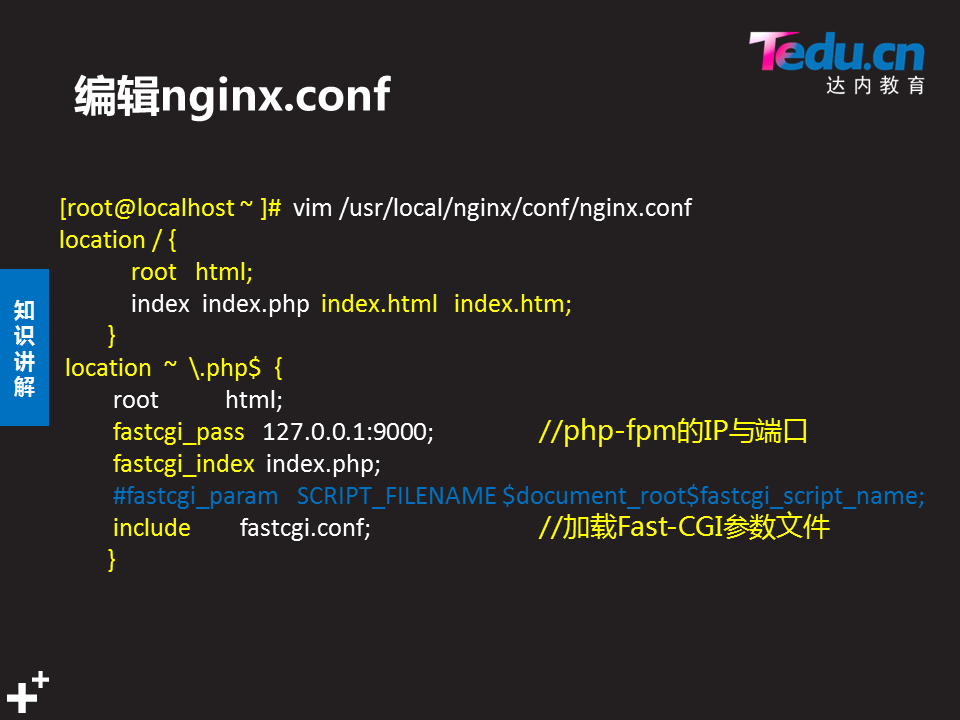 Tedu.cn
达内教育
编辑nginx.conf
[root@localhost ~ ]# vim /usr/local/nginx/conf/nginx.conf
location / {
root html;
index index.php index.html index.htm;
}
知识讲解
location ~ \.php$ {
root html;
fastcgi_pass 127.0.0.1:9000; //php-fpm的IP与端口
fastcgi_index index.php;
#fastcgi_param SCRIPT_FILENAME $document_root$fastcgi_script_name;
include fastcgi.conf; //加载Fast-CGI参数文件
}